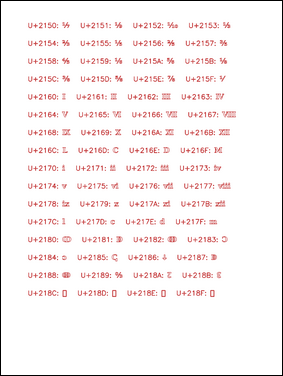 U+2150: ⅐ U+2151: ⅑ U+2152: ⅒ U+2153: ⅓
U+2154: ⅔ U+2155: ⅕ U+2156: ⅖ U+2157: ⅗
U+2158: ⅘ U+2159: ⅙ U+215A: ⅚ U+215B: ⅛
U+215C: ⅜ U+215D: ⅝ U+215E: ⅞ U+215F: ⅟
U+2160: Ⅰ U+2161: Ⅱ U+2162: Ⅲ U+2163: Ⅳ
U+2164: Ⅴ U+2165: Ⅵ U+2166: Ⅶ U+2167: Ⅷ
U+2168: Ⅸ U+2169: Ⅹ U+216A: Ⅺ U+216B: Ⅻ
U+216C: Ⅼ U+216D: Ⅽ U+216E: Ⅾ U+216F: Ⅿ
U+2170: ⅰ U+2171: ⅱ U+2172: ⅲ U+2173: ⅳ
U+2174: ⅴ U+2175: ⅵ U+2176: ⅶ U+2177: ⅷ
U+2178: ⅸ U+2179: ⅹ U+217A: ⅺ U+217B: ⅻ
U+217C: ⅼ U+217D: ⅽ U+217E: ⅾ U+217F: ⅿ
U+2180: ↀ U+2181: ↁ U+2182: ↂ U+2183: Ↄ
U+2184: ↄ U+2185: ↅ U+2186: ↆ U+2187: ↇ
U+2188: ↈ U+2189: ↉ U+218A: ↊ U+218B: ↋
U+218C: U+218D: U+218E: U+218F: